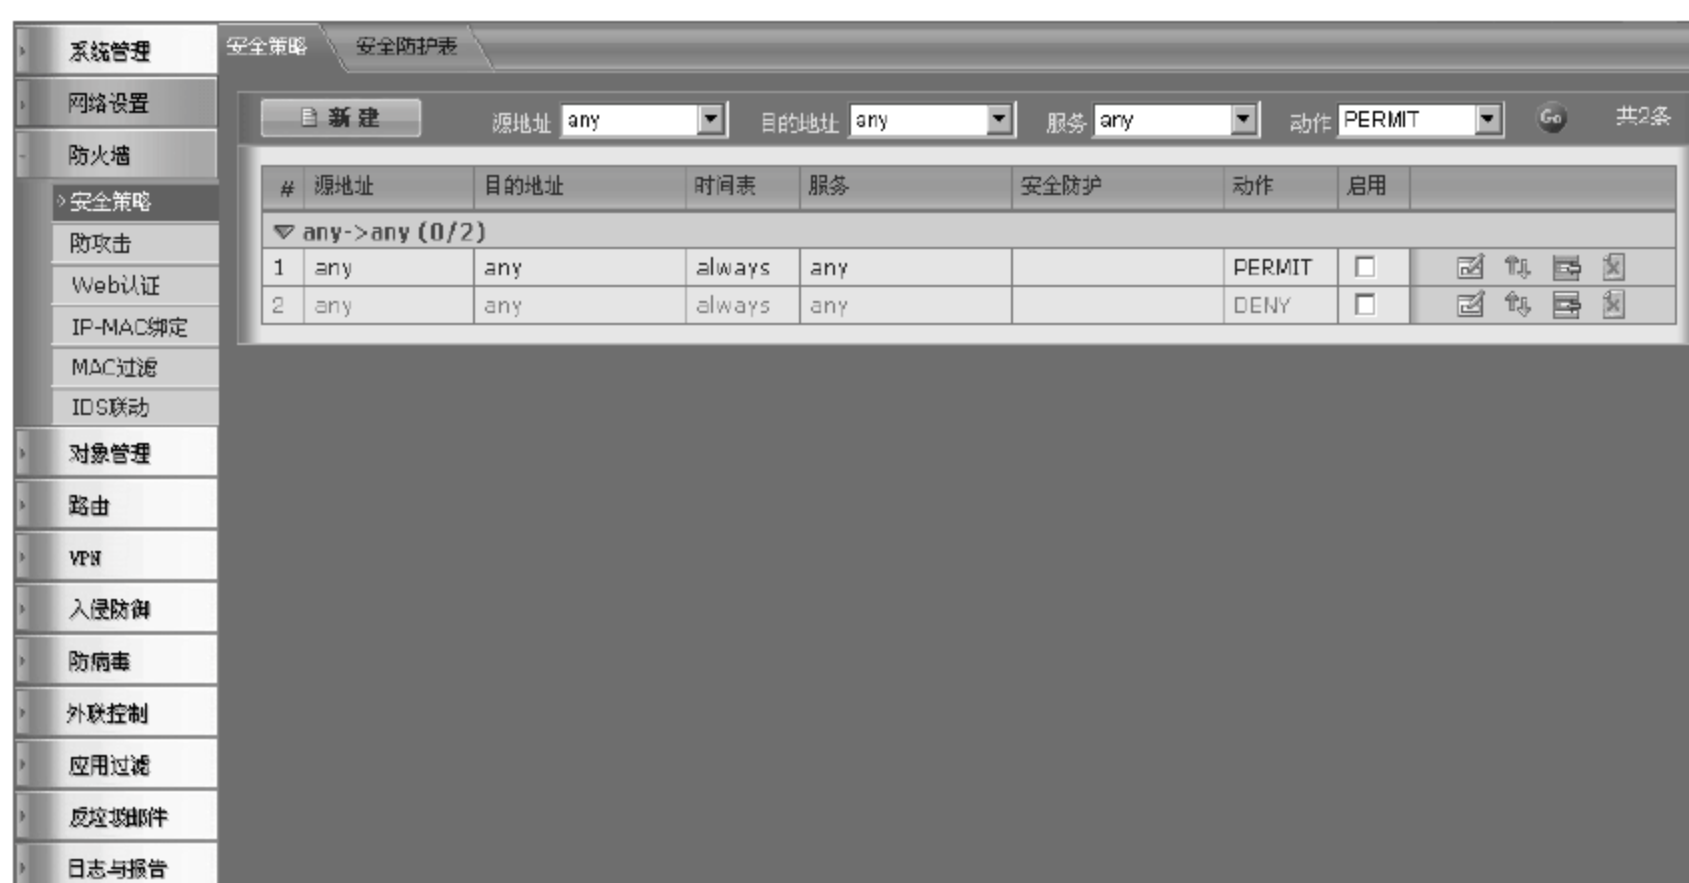 安全策略 安全防护表
系统管理
网络设置
防火墙
安全策略
防攻击
Web认证
IP-MAC绑定
MAC过滤
IDS联动
对象管理
路由
VPN
入侵防御
防病毒
外联控制
应用过滤
反垃圾邮件
日志与报告
新建 源地址 any 目的地址 any 服务 any 动作 PERMIT Go 共2条
# 源地址 目的地址 时间表 服务 安全防护 动作 启用
any->any (0/2)
1 any any always any PERMIT
2 any any always any DENY